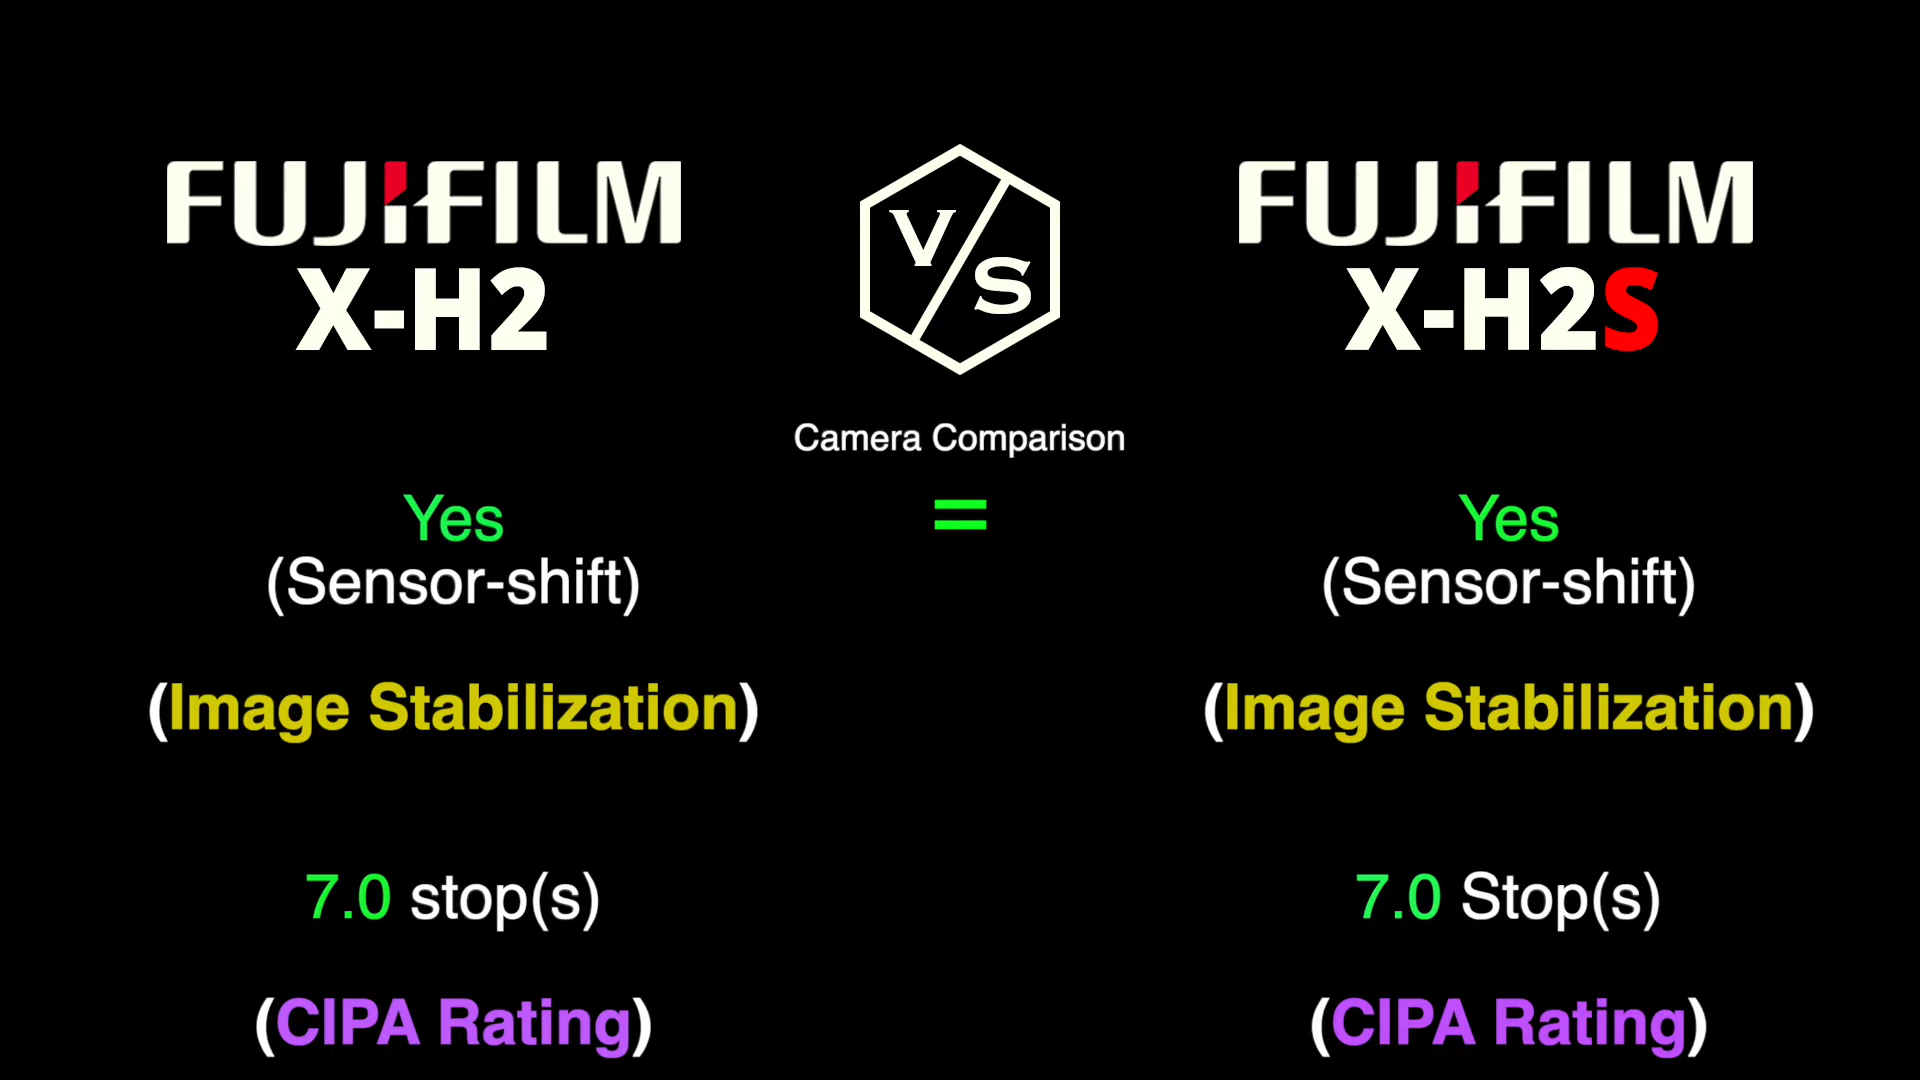 FUJIFILM
X-H2
VS
FUJIFILM
X-H2S
Camera Comparison
Yes
(Sensor-shift)
=
Yes
(Sensor-shift)
(Image Stabilization)
(Image Stabilization)
7.0 stop(s)
7.0 Stop(s)
(CIPA Rating)
(CIPA Rating)